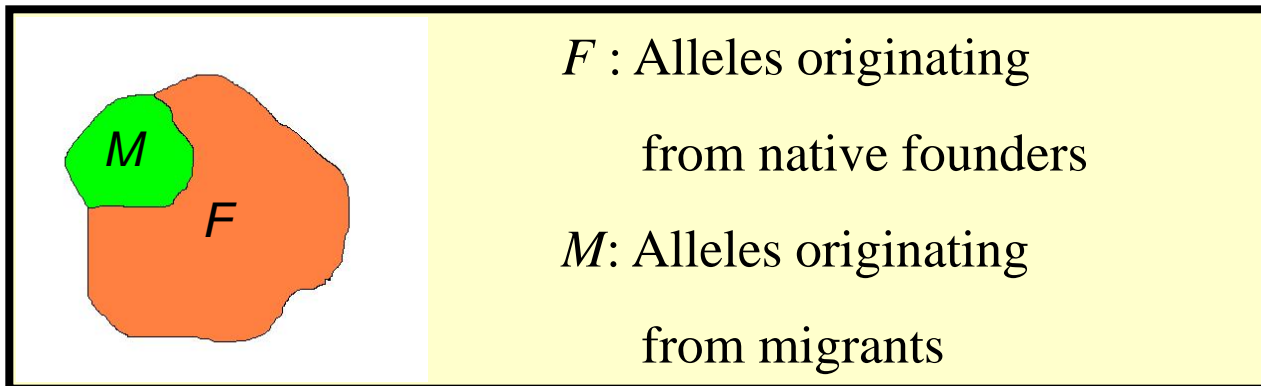 M
F
F : Alleles originating
from native founders
M: Alleles originating
from migrants